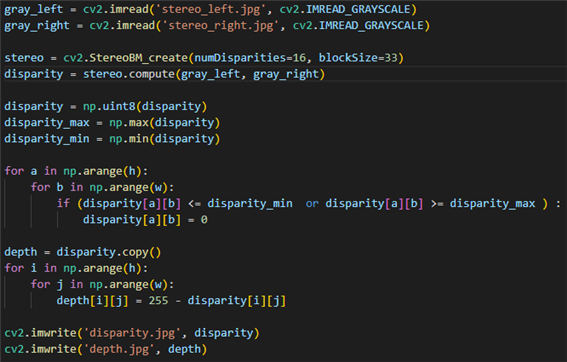 gray_left = cv2.imread('stereo_left.jpg', cv2.IMREAD_GRAYSCALE)
gray_right = cv2.imread('stereo_right.jpg', cv2.IMREAD_GRAYSCALE)

stereo = cv2.StereoBM_create(numDisparities=16, blockSize=33)
disparity = stereo.compute(gray_left, gray_right)

disparity = np.uint8(disparity)
disparity_max = np.max(disparity)
disparity_min = np.min(disparity)

for a in np.arange(h):
    for b in np.arange(w):
        if (disparity[a][b] <= disparity_min  or disparity[a][b] >= disparity_max ) :
            disparity[a][b] = 0

depth = disparity.copy()
for i in np.arange(h):
    for j in np.arange(w):
        depth[i][j] = 255 - disparity[i][j]

cv2.imwrite('disparity.jpg', disparity)
cv2.imwrite('depth.jpg', depth)